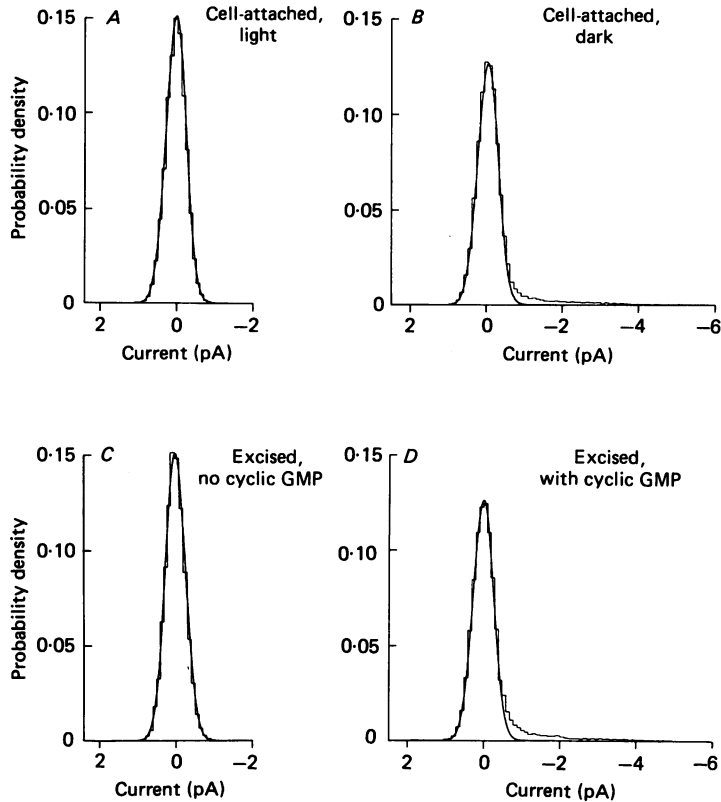 A
Cell-attached,
light
Probability density
0·15
0·10
0·05
0
2 0 −2
Current (pA)
B
Cell-attached,
dark
0·15
0·10
0·05
0
2 0 −2 −4 −6
Current (pA)
C
Excised,
no cyclic GMP
Probability density
0·15
0·10
0·05
0
2 0 −2
Current (pA)
D
Excised,
with cyclic GMP
0·15
0·10
0·05
0
2 0 −2 −4 −6
Current (pA)